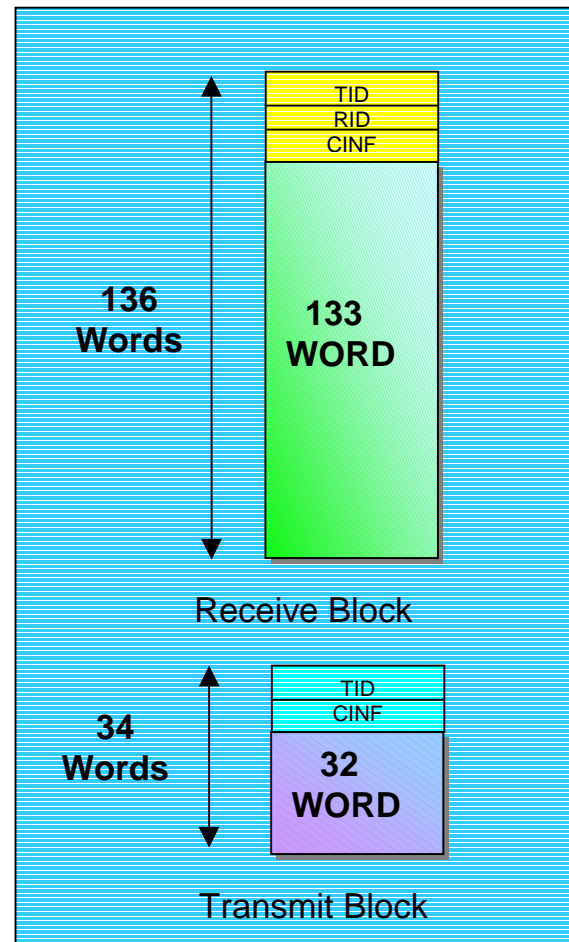 TID
RID
CINF
136
Words
133
WORD
Receive Block
TID
CINF
34
Words
32
WORD
Transmit Block